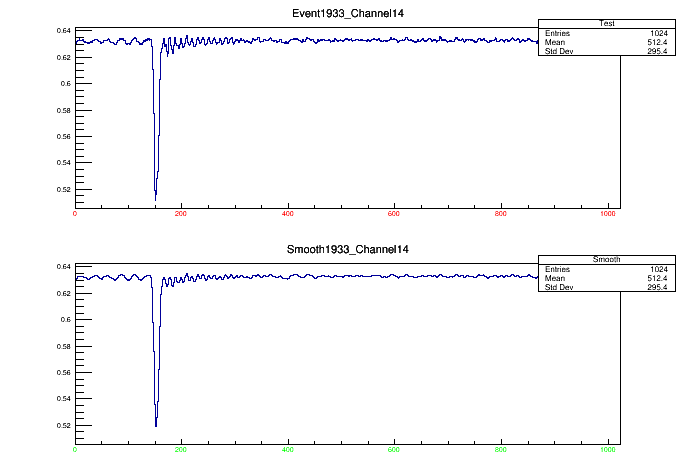 Event1933_Channel14
Test
Entries 1024
Mean 512.4
Std Dev 295.4
0.64
0.62
0.6
0.58
0.56
0.54
0.52
0 200 400 600 800 1000
Smooth1933_Channel14
Smooth
Entries 1024
Mean 512.4
Std Dev 295.4
0.64
0.62
0.6
0.58
0.56
0.54
0.52
0 200 400 600 800 1000